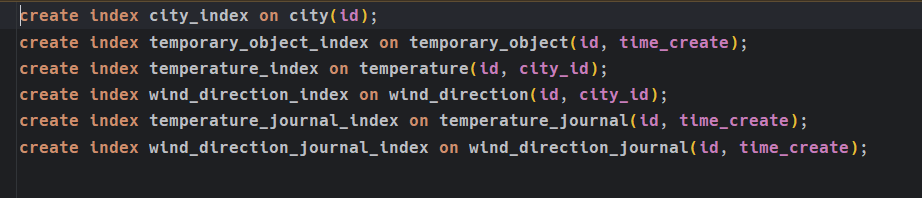 create index city_index on city(id);
create index temporary_object_index on temporary_object(id, time_create);
create index temperature_index on temperature(id, city_id);
create index wind_direction_index on wind_direction(id, city_id);
create index temperature_journal_index on temperature_journal(id, time_create);
create index wind_direction_journal_index on wind_direction_journal(id, time_create);